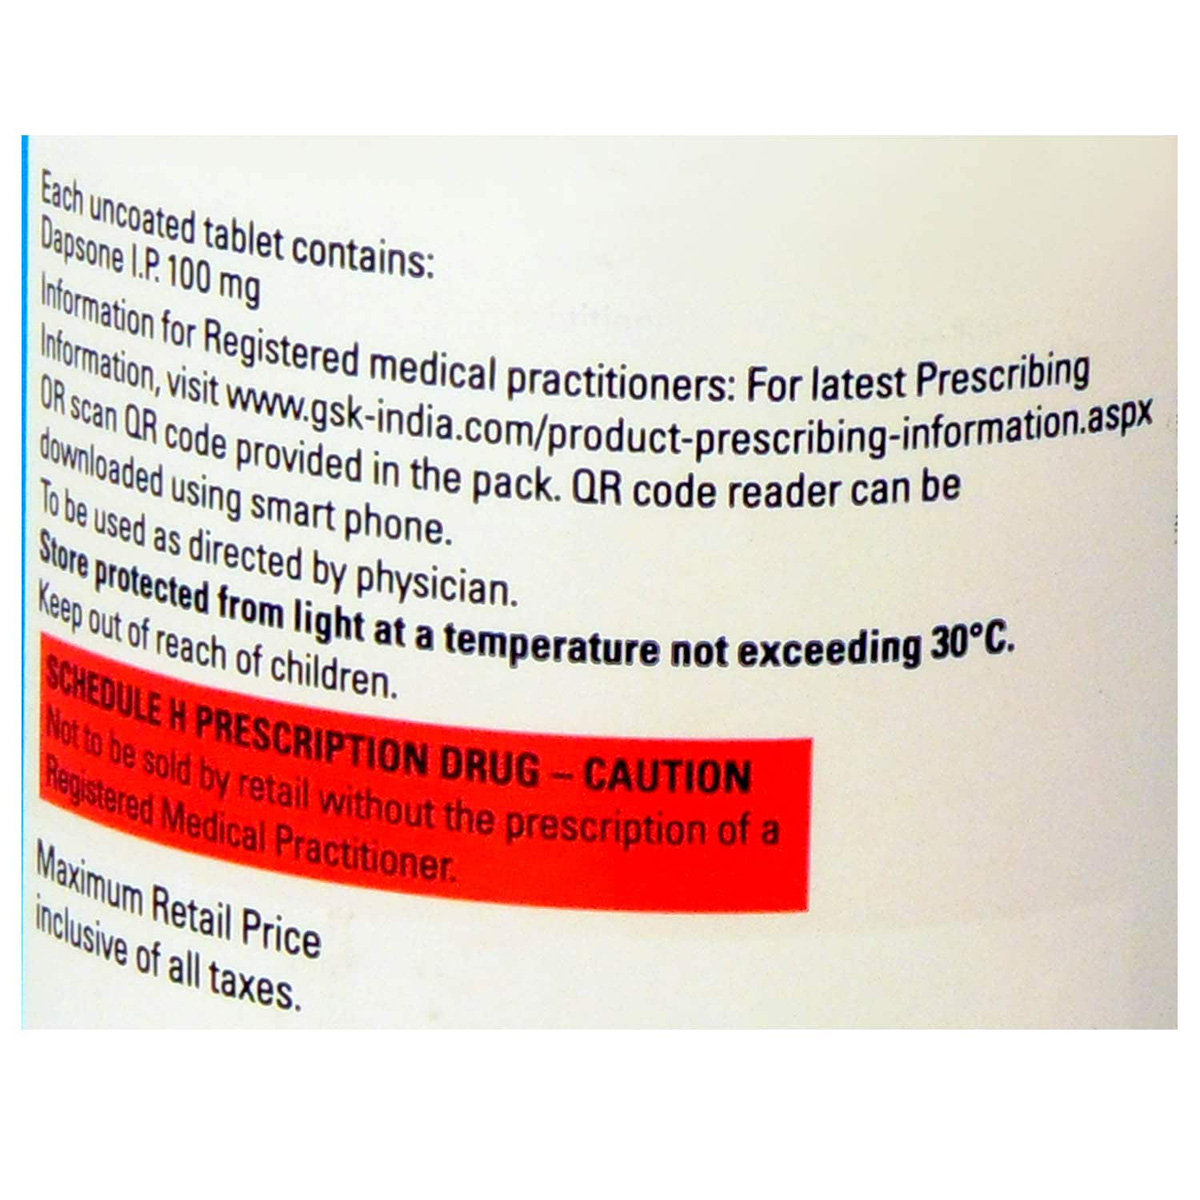 Each uncoated tablet contains:
Dapsone I.P. 100 mg
Information for Registered medical practitioners: For latest Prescribing
Information, visit www.gsk-india.com/product-prescribing-information.aspx
OR scan QR code provided in the pack. QR code reader can be
downloaded using smart phone.
To be used as directed by physician.
Store protected from light at a temperature not exceeding 30°C.
Keep out of reach of children.
SCHEDULE H PRESCRIPTION DRUG – CAUTION
Not to be sold by retail without the prescription of a
Registered Medical Practitioner.
Maximum Retail Price
inclusive of all taxes.